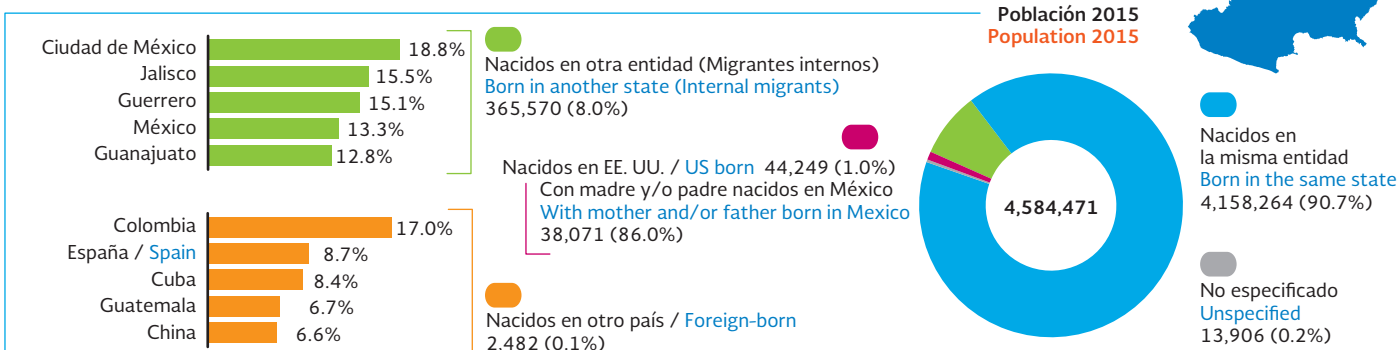 Población 2015
Population 2015
Ciudad de México 18.8%
Jalisco 15.5%
Guerrero 15.1%
México 13.3%
Guanajuato 12.8%
Nacidos en otra entidad (Migrantes internos)
Born in another state (Internal migrants)
365,570 (8.0%)
Nacidos en EE. UU. / US born 44,249 (1.0%)
Con madre y/o padre nacidos en México
With mother and/or father born in Mexico
38,071 (86.0%)
Colombia 17.0%
España / Spain 8.7%
Cuba 8.4%
Guatemala 6.7%
China 6.6%
Nacidos en otro país / Foreign-born
2,482 (0.1%)
4,584,471
Nacidos en
la misma entidad
Born in the same state
4,158,264 (90.7%)
No especificado
Unspecified
13,906 (0.2%)